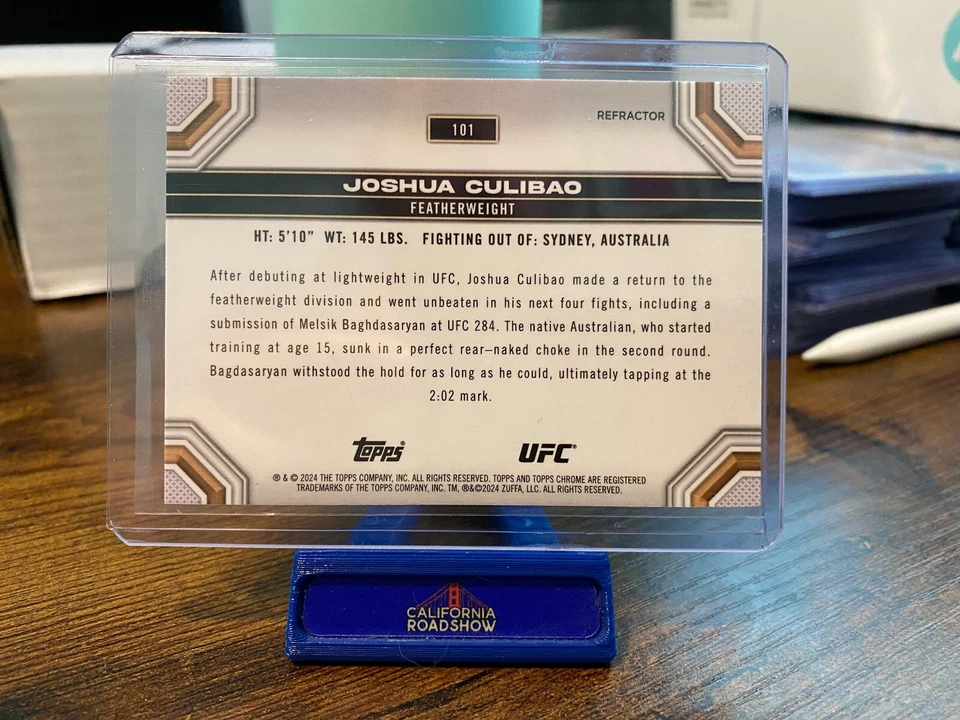 101
REFRACTOR
JOSHUA CULIBAO
FEATHERWEIGHT
HT: 5'10" WT: 145 LBS. FIGHTING OUT OF: SYDNEY, AUSTRALIA
After debuting at lightweight in UFC, Joshua Culibao made a return to the
featherweight division and went unbeaten in his next four fights, including a
submission of Melsik Baghdasaryan at UFC 284. The native Australian, who started
training at age 15, sunk in a perfect rear–naked choke in the second round.
Bagdasaryan withstood the hold for as long as he could, ultimately tapping at the
2:02 mark.
topps®
UFC®
® & © 2024 THE TOPPS COMPANY, INC. ALL RIGHTS RESERVED. TOPPS AND TOPPS CHROME ARE REGISTERED
TRADEMARKS OF THE TOPPS COMPANY, INC. TM, ®&©2024 ZUFFA, LLC. ALL RIGHTS RESERVED.
CALIFORNIA
ROADSHOW